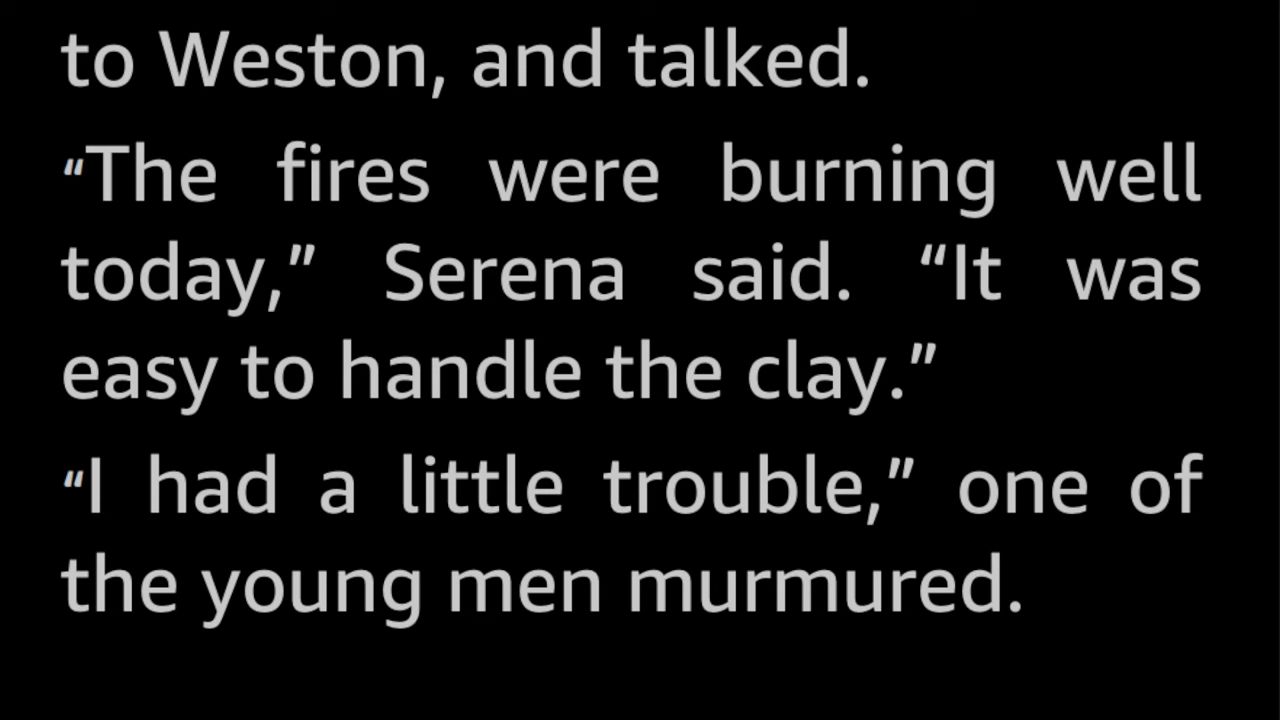 to Weston, and talked.
“The fires were burning well
today,” Serena said. “It was
easy to handle the clay.”
“I had a little trouble,” one of
the young men murmured.